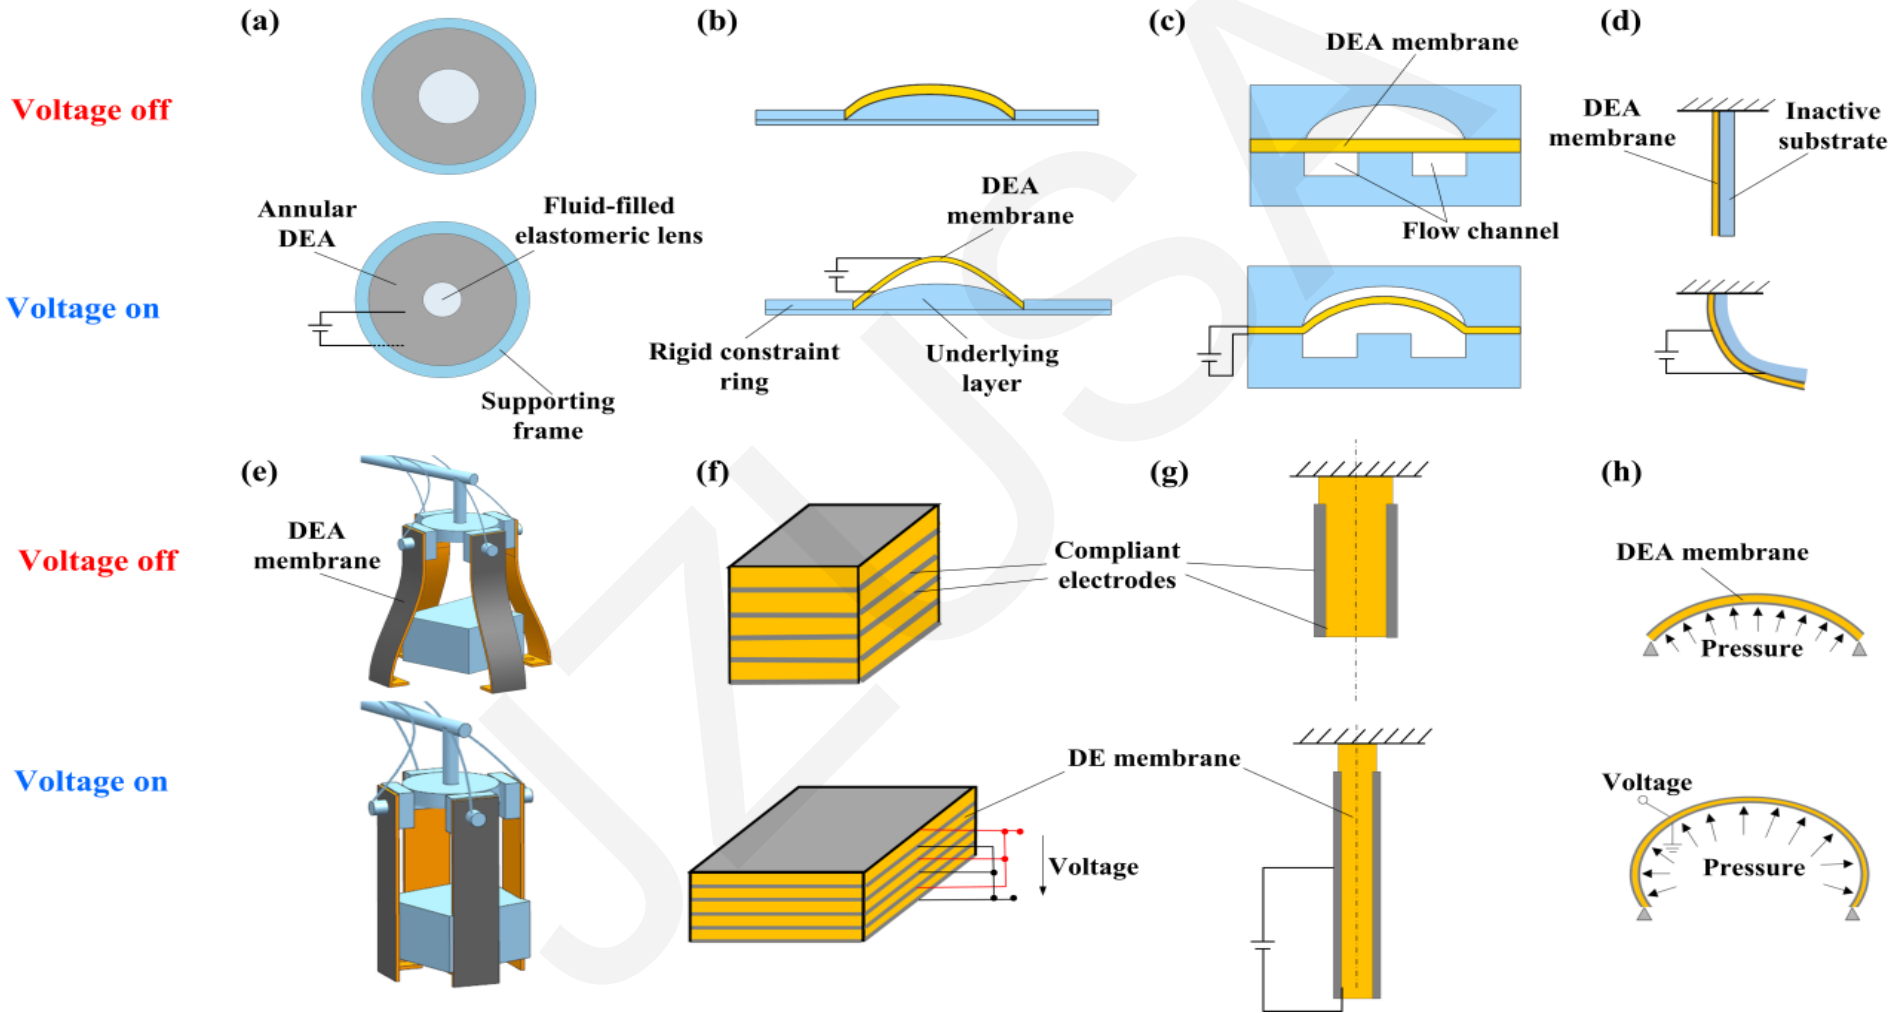 (a)
(b)
(c)
(d)
Voltage off
DEA membrane
Flow channel
DEA
membrane
Inactive
substrate
Voltage on
Annular
DEA
Fluid-filled
elastomeric lens
Supporting
frame
DEA
membrane
Rigid constraint
ring
Underlying
layer
(e)
(f)
(g)
(h)
Voltage off
DEA
membrane
Compliant
electrodes
DEA membrane
Pressure
Voltage on
DE membrane
Voltage
Voltage
Pressure
JZUSA